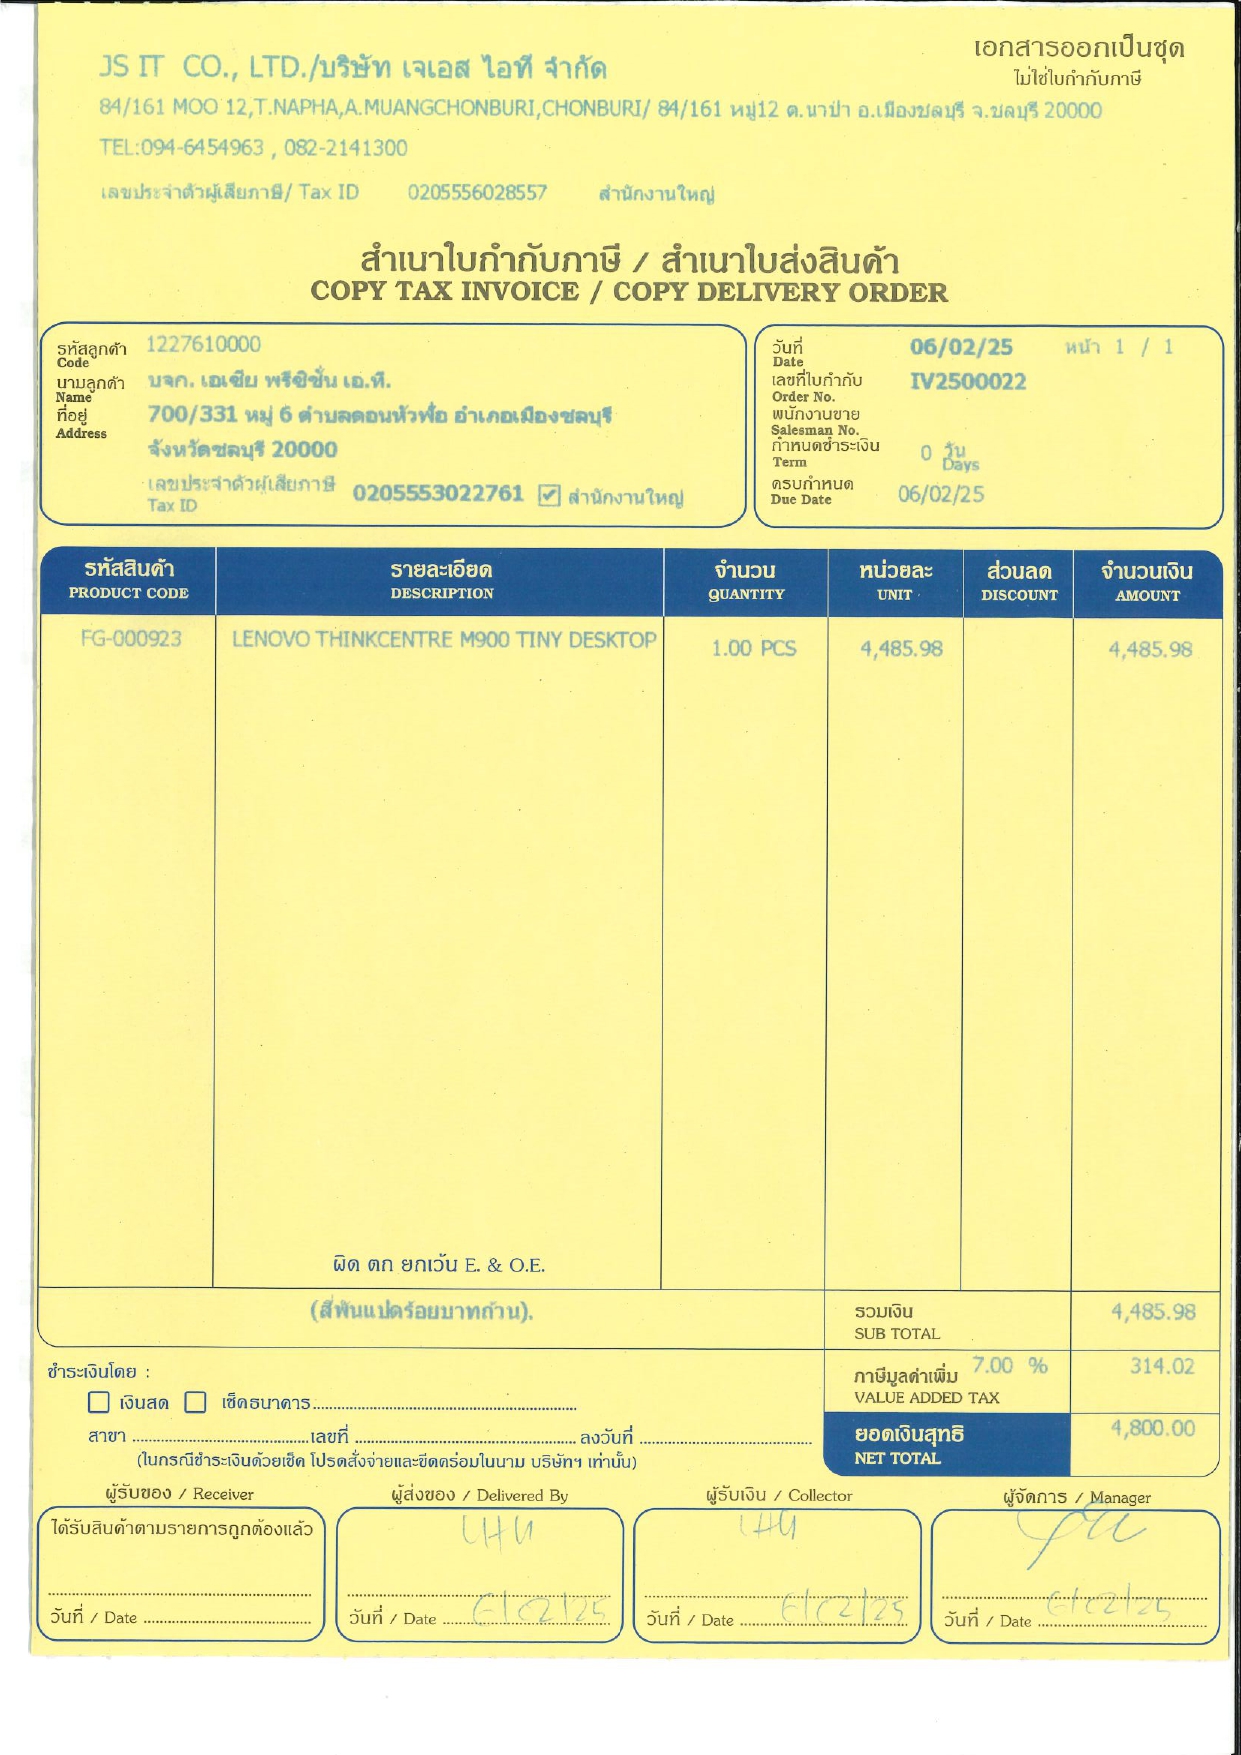 เอกสารออกเป็นชุด
ไม่ใช่ใบกำกับภาษี
JS IT CO., LTD./บริษัท เจเอส ไอที จำกัด
84/161 MOO 12,T.NAPHA,A.MUANGCHONBURI,CHONBURI/ 84/161 หมู่12 ต.นาป่า อ.เมืองชลบุรี จ.ชลบุรี 20000
TEL:094-6454963 , 082-2141300
เลขประจำตัวผู้เสียภาษี/ Tax ID 0205556028557 สำนักงานใหญ่
สำเนาใบกำกับภาษี / สำเนาใบส่งสินค้า
COPY TAX INVOICE / COPY DELIVERY ORDER
รหัสลูกค้า 1227610000
Code
นามลูกค้า บจก. เอเซีย พรีซิชั่น เอ.ที.
Name
ที่อยู่ 700/331 หมู่ 6 ตำบลดอนหัวฬ่อ อำเภอเมืองชลบุรี
Address
จังหวัดชลบุรี 20000
เลขประจำตัวผู้เสียภาษี 0205553022761 สำนักงานใหญ่
Tax ID
วันที่ 06/02/25 หน้า 1 / 1
Date
เลขที่ใบกำกับ IV2500022
Order No.
พนักงานขาย
Salesman No.
กำหนดชำระเงิน 0 วัน
Term Days
ครบกำหนด 06/02/25
Due Date
รหัสสินค้า รายละเอียด จำนวน หน่วยละ ส่วนลด จำนวนเงิน
PRODUCT CODE DESCRIPTION QUANTITY UNIT DISCOUNT AMOUNT
FG-000923 LENOVO THINKCENTRE M900 TINY DESKTOP 1.00 PCS 4,485.98 4,485.98
ผิด ตก ยกเว้น E. & O.E.
(สี่พันแปดร้อยบาทถ้วน).
รวมเงิน 4,485.98
SUB TOTAL
ภาษีมูลค่าเพิ่ม 7.00 % 314.02
VALUE ADDED TAX
ยอดเงินสุทธิ 4,800.00
NET TOTAL
ชำระเงินโดย :
เงินสด เช็คธนาคาร
สาขา เลขที่ ลงวันที่
(ในกรณีชำระเงินด้วยเช็ค โปรดสั่งจ่ายและขีดคร่อมในนาม บริษัทฯ เท่านั้น)
ผู้รับของ / Receiver
ได้รับสินค้าตามรายการถูกต้องแล้ว
วันที่ / Date
ผู้ส่งของ / Delivered By
วันที่ / Date 6/02/25
ผู้รับเงิน / Collector
วันที่ / Date 6/02/25
ผู้จัดการ / Manager
วันที่ / Date 6/02/25